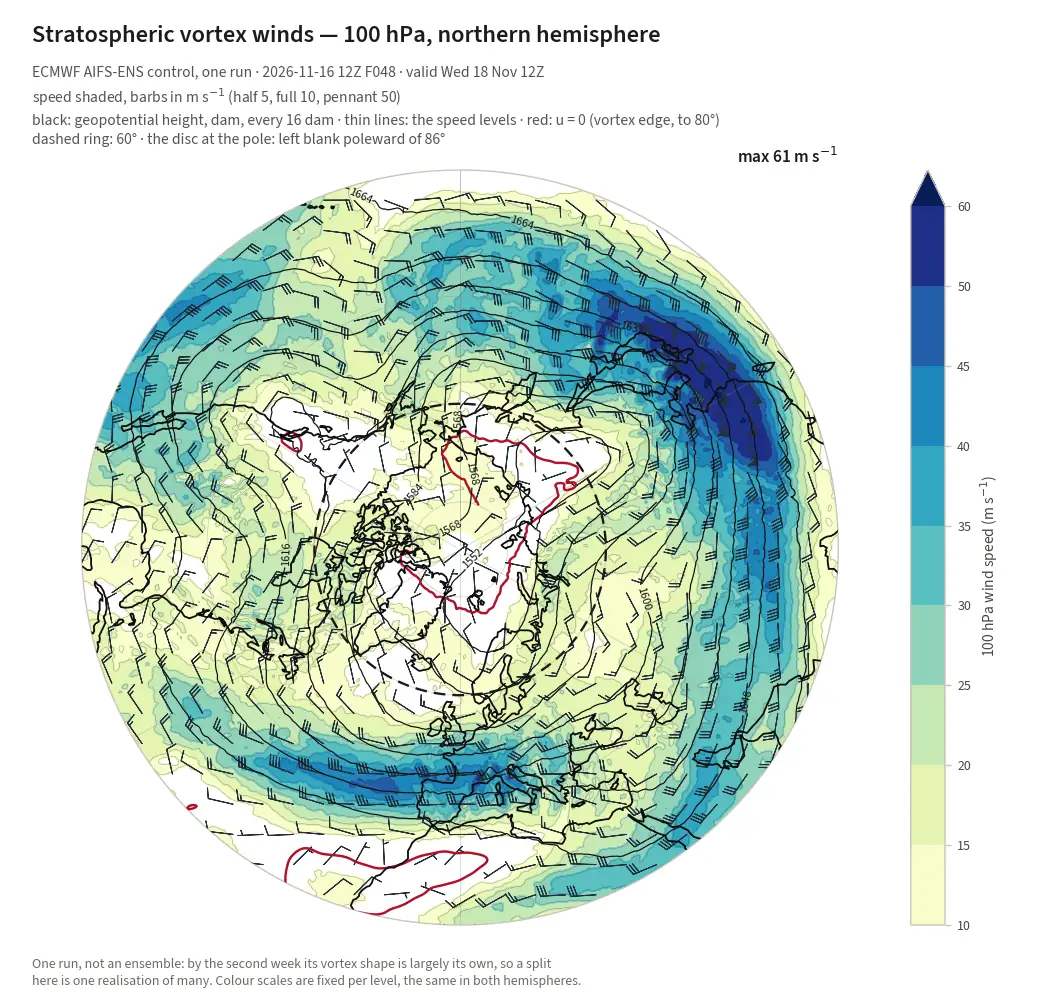 Stratospheric vortex winds — 100 hPa, northern hemisphere
ECMWF AIFS-ENS control, one run · 2026-11-16 12Z F048 · valid Wed 18 Nov 12Z
speed shaded, barbs in m s⁻¹ (half 5, full 10, pennant 50)
black: geopotential height, dam, every 16 dam · thin lines: the speed levels · red: u = 0 (vortex edge, to 80°)
dashed ring: 60° · the disc at the pole: left blank poleward of 86°
max 61 m s⁻¹
1664
1664
1568
1568
1584
1568
1552
1616
1600
60
50
45
40
35
30
25
20
15
10
100 hPa wind speed (m s⁻¹)
One run, not an ensemble: by the second week its vortex shape is largely its own, so a split
here is one realisation of many. Colour scales are fixed per level, the same in both hemispheres.